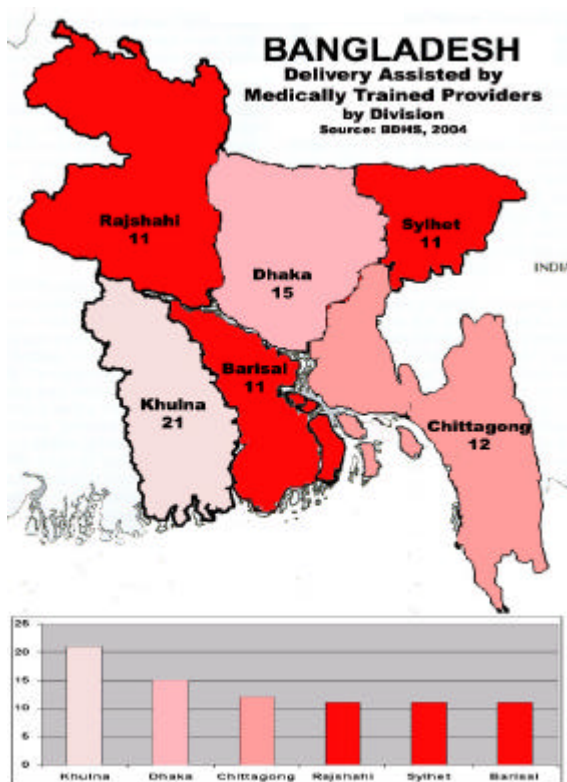 BANGLADESH
Delivery Assisted by
Medically Trained Providers
by Division
Source: BDHS, 2004
Rajshahi
11
Sylhet
11
INDI
Dhaka
15
Barisal
11
Khulna
21
Chittagong
12
25
20
15
10
5
0
Khulna Dhaka Chittagong Rajshahi Sylhet Barisal